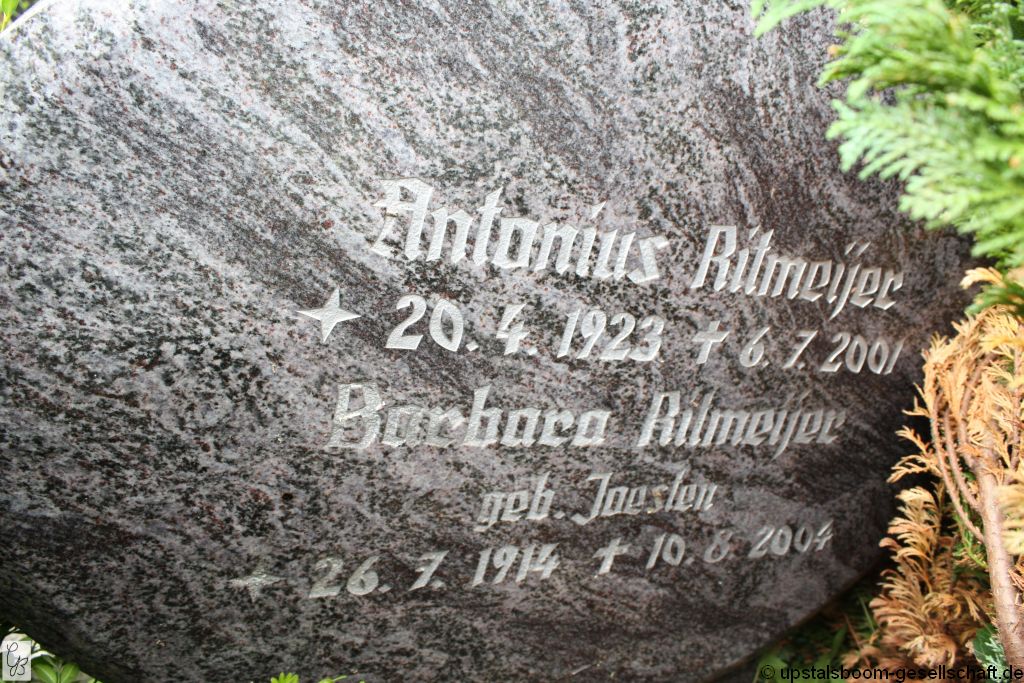 Antonius Ritmeijer
20. 4. 1923 † 6. 7. 2001
Barbara Ritmeijer
geb. Joesten
26. 7. 1914 † 10. 8. 2004
GB
© upstalsboom-gesellschaft.de